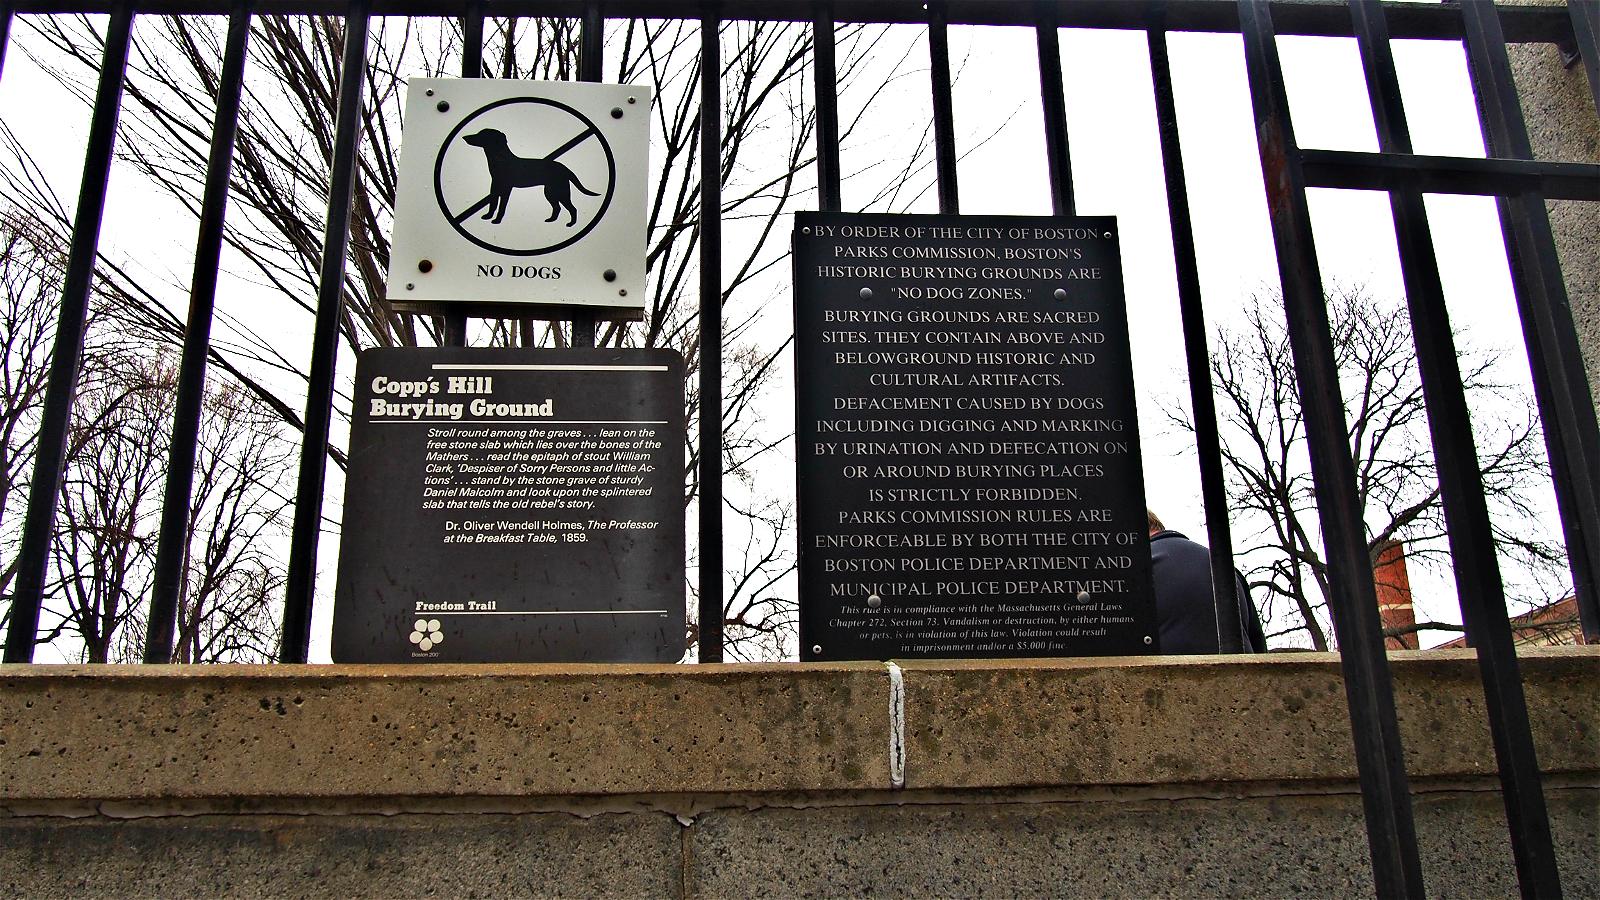 NO DOGS
Copp's Hill
Burying Ground
Stroll round among the graves . . . lean on the
free stone slab which lies over the bones of the
Mathers . . . read the epitaph of stout William
Clark, 'Despiser of Sorry Persons and little Ac-
tions' . . . stand by the stone grave of sturdy
Daniel Malcolm and look upon the splintered
slab that tells the old rebel's story.
Dr. Oliver Wendell Holmes, The Professor
at the Breakfast Table, 1859.
Freedom Trail
Boston 200
BY ORDER OF THE CITY OF BOSTON
PARKS COMMISSION, BOSTON'S
HISTORIC BURYING GROUNDS ARE
"NO DOG ZONES."
BURYING GROUNDS ARE SACRED
SITES. THEY CONTAIN ABOVE AND
BELOWGROUND HISTORIC AND
CULTURAL ARTIFACTS.
DEFACEMENT CAUSED BY DOGS
INCLUDING DIGGING AND MARKING
BY URINATION AND DEFECATION ON
OR AROUND BURYING PLACES
IS STRICTLY FORBIDDEN.
PARKS COMMISSION RULES ARE
ENFORCEABLE BY BOTH THE CITY OF
BOSTON POLICE DEPARTMENT AND
MUNICIPAL POLICE DEPARTMENT.
This rule is in compliance with the Massachusetts General Laws
Chapter 272, Section 73. Vandalism or destruction, by either humans
or pets, is in violation of this law. Violation could result
in imprisonment and/or a $5,000 fine.